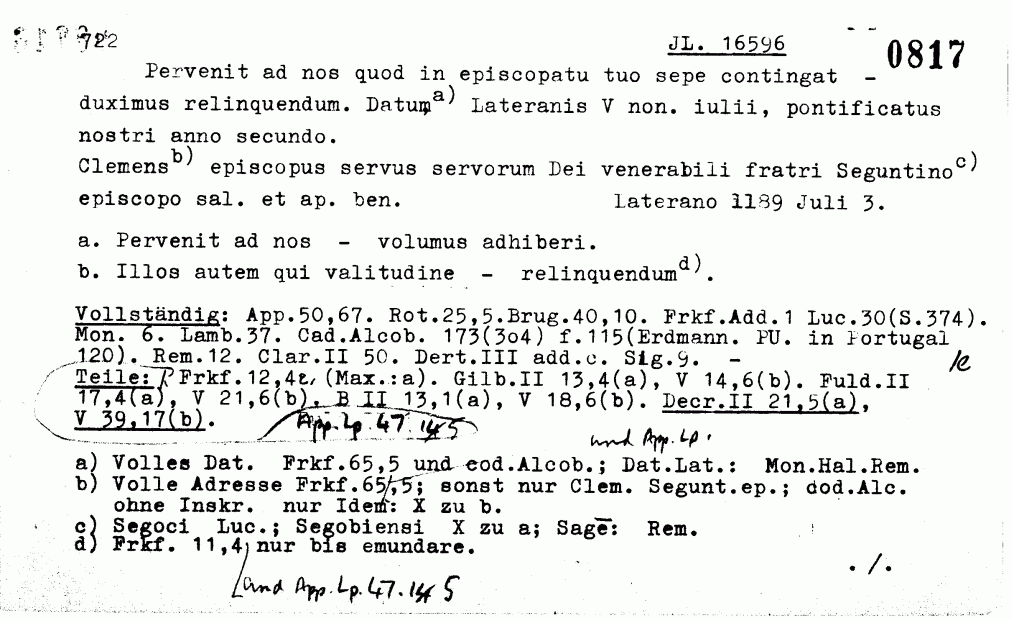 722 JL. 16596 0817
Pervenit ad nos quod in episcopatu tuo sepe contingat -
duximus relinquendum. Datum a) Lateranis V non. iulii, pontificatus
nostri anno secundo.
Clemens b) episcopus servus servorum Dei venerabili fratri Seguntino c)
episcopo sal. et ap. ben. Laterano 1189 Juli 3.
a. Pervenit ad nos - volumus adhiberi.
b. Illos autem qui valitudine - relinquendum d).
Vollständig: App.50,67. Rot.25,5.Brug.40,10. Frkf.Add.1 Luc.30(S.374).
Mon. 6. Lamb.37. Cad.Alcob. 173(3o4) f.115(Erdmann. PU. in Portugal
120). Rem.12. Clar.II 50. Dert.III add.c. Sig.9. -
Teile: Frkf.12,4 (Max.:a). Gilb.II 13,4(a), V 14,6(b). Fuld.II
17,4(a), V 21,6(b). B II 13,1(a), V 18,6(b). Decr.II 21,5(a),
V 39,17(b). App. Lp. 47. 5
und App. Lp.
a) Volles Dat. Frkf.65,5 und cod.Alcob.; Dat.Lat.: Mon.Hal.Rem.
b) Volle Adresse Frkf.65,5; sonst nur Clem. Segunt.ep.; dod.Alc.
ohne Inskr. nur Idem: X zu b.
c) Segoci Luc.; Segobiensi X zu a; Sagē: Rem.
d) Frkf. 11,4 nur bis emundare.
./.
und App. Lp. 47. 5